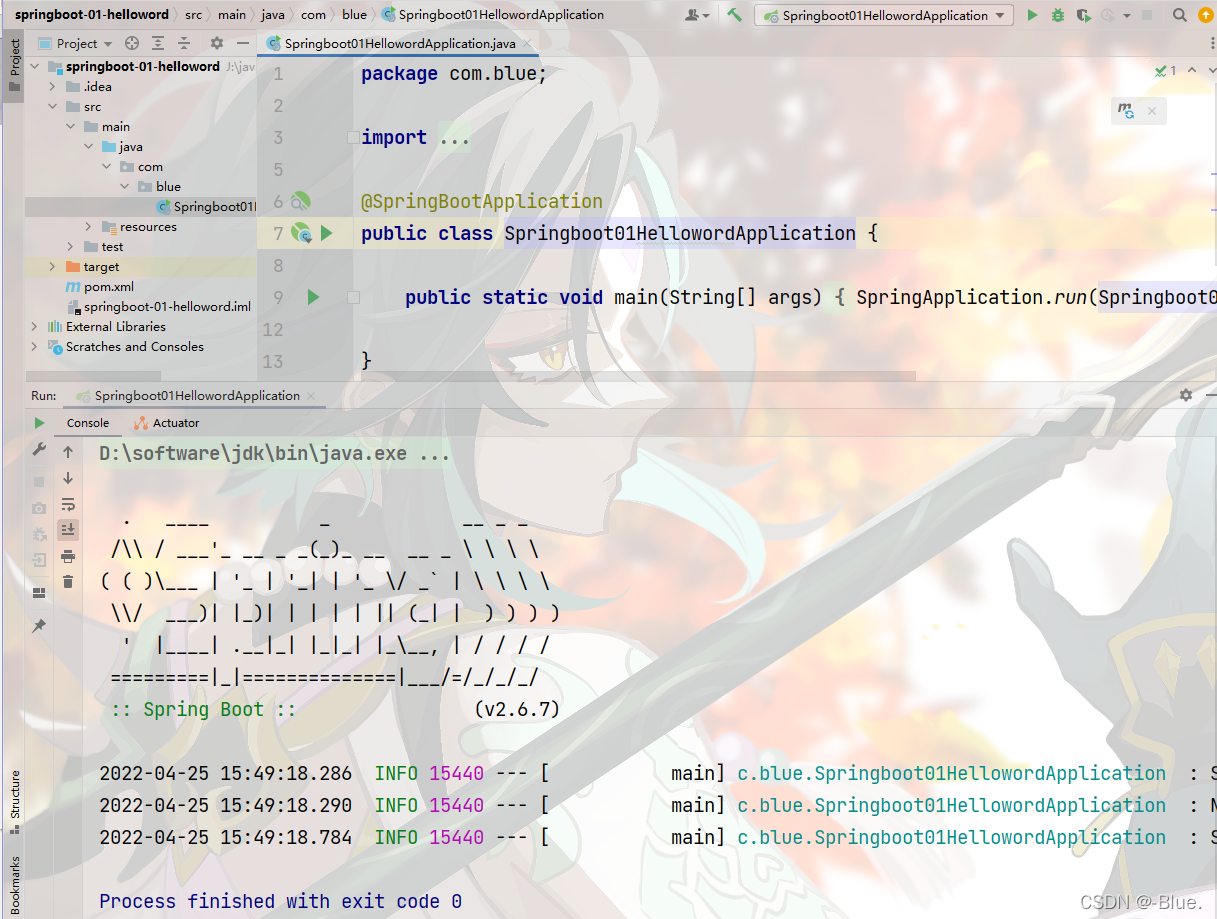 springboot-01-helloword src main java com blue Springboot01HellowordApplication
Springboot01HellowordApplication
Project
Project
Springboot01HellowordApplication.java
springboot-01-helloword J:\jav
.idea
src
main
java
com
blue
Springboot01H
resources
test
target
pom.xml
springboot-01-helloword.iml
External Libraries
Scratches and Consoles
1
1 package com.blue;
2
3 import ...
5
6 @SpringBootApplication
7 public class Springboot01HellowordApplication {
8
9 public static void main(String[] args) { SpringApplication.run(Springboot0
12
13 }
Run: Springboot01HellowordApplication
Console Actuator
D:\software\jdk\bin\java.exe ...
  .   ____          _            __ _ _
 /\\ / ___'_ __ _ _(_)_ __  __ _ \ \ \ \
( ( )\___ | '_ | '_| | '_ \/ _` | \ \ \ \
 \\/  ___)| |_)| | | | | || (_| |  ) ) ) )
  '  |____| .__|_| |_|_| |_\__, | / / / /
 =========|_|==============|___/=/_/_/_/
 :: Spring Boot ::                (v2.6.7)
2022-04-25 15:49:18.286  INFO 15440 --- [           main] c.blue.Springboot01HellowordApplication  : S
2022-04-25 15:49:18.290  INFO 15440 --- [           main] c.blue.Springboot01HellowordApplication  : N
2022-04-25 15:49:18.784  INFO 15440 --- [           main] c.blue.Springboot01HellowordApplication  : S
Process finished with exit code 0
Structure
Bookmarks
CSDN @-Blue.